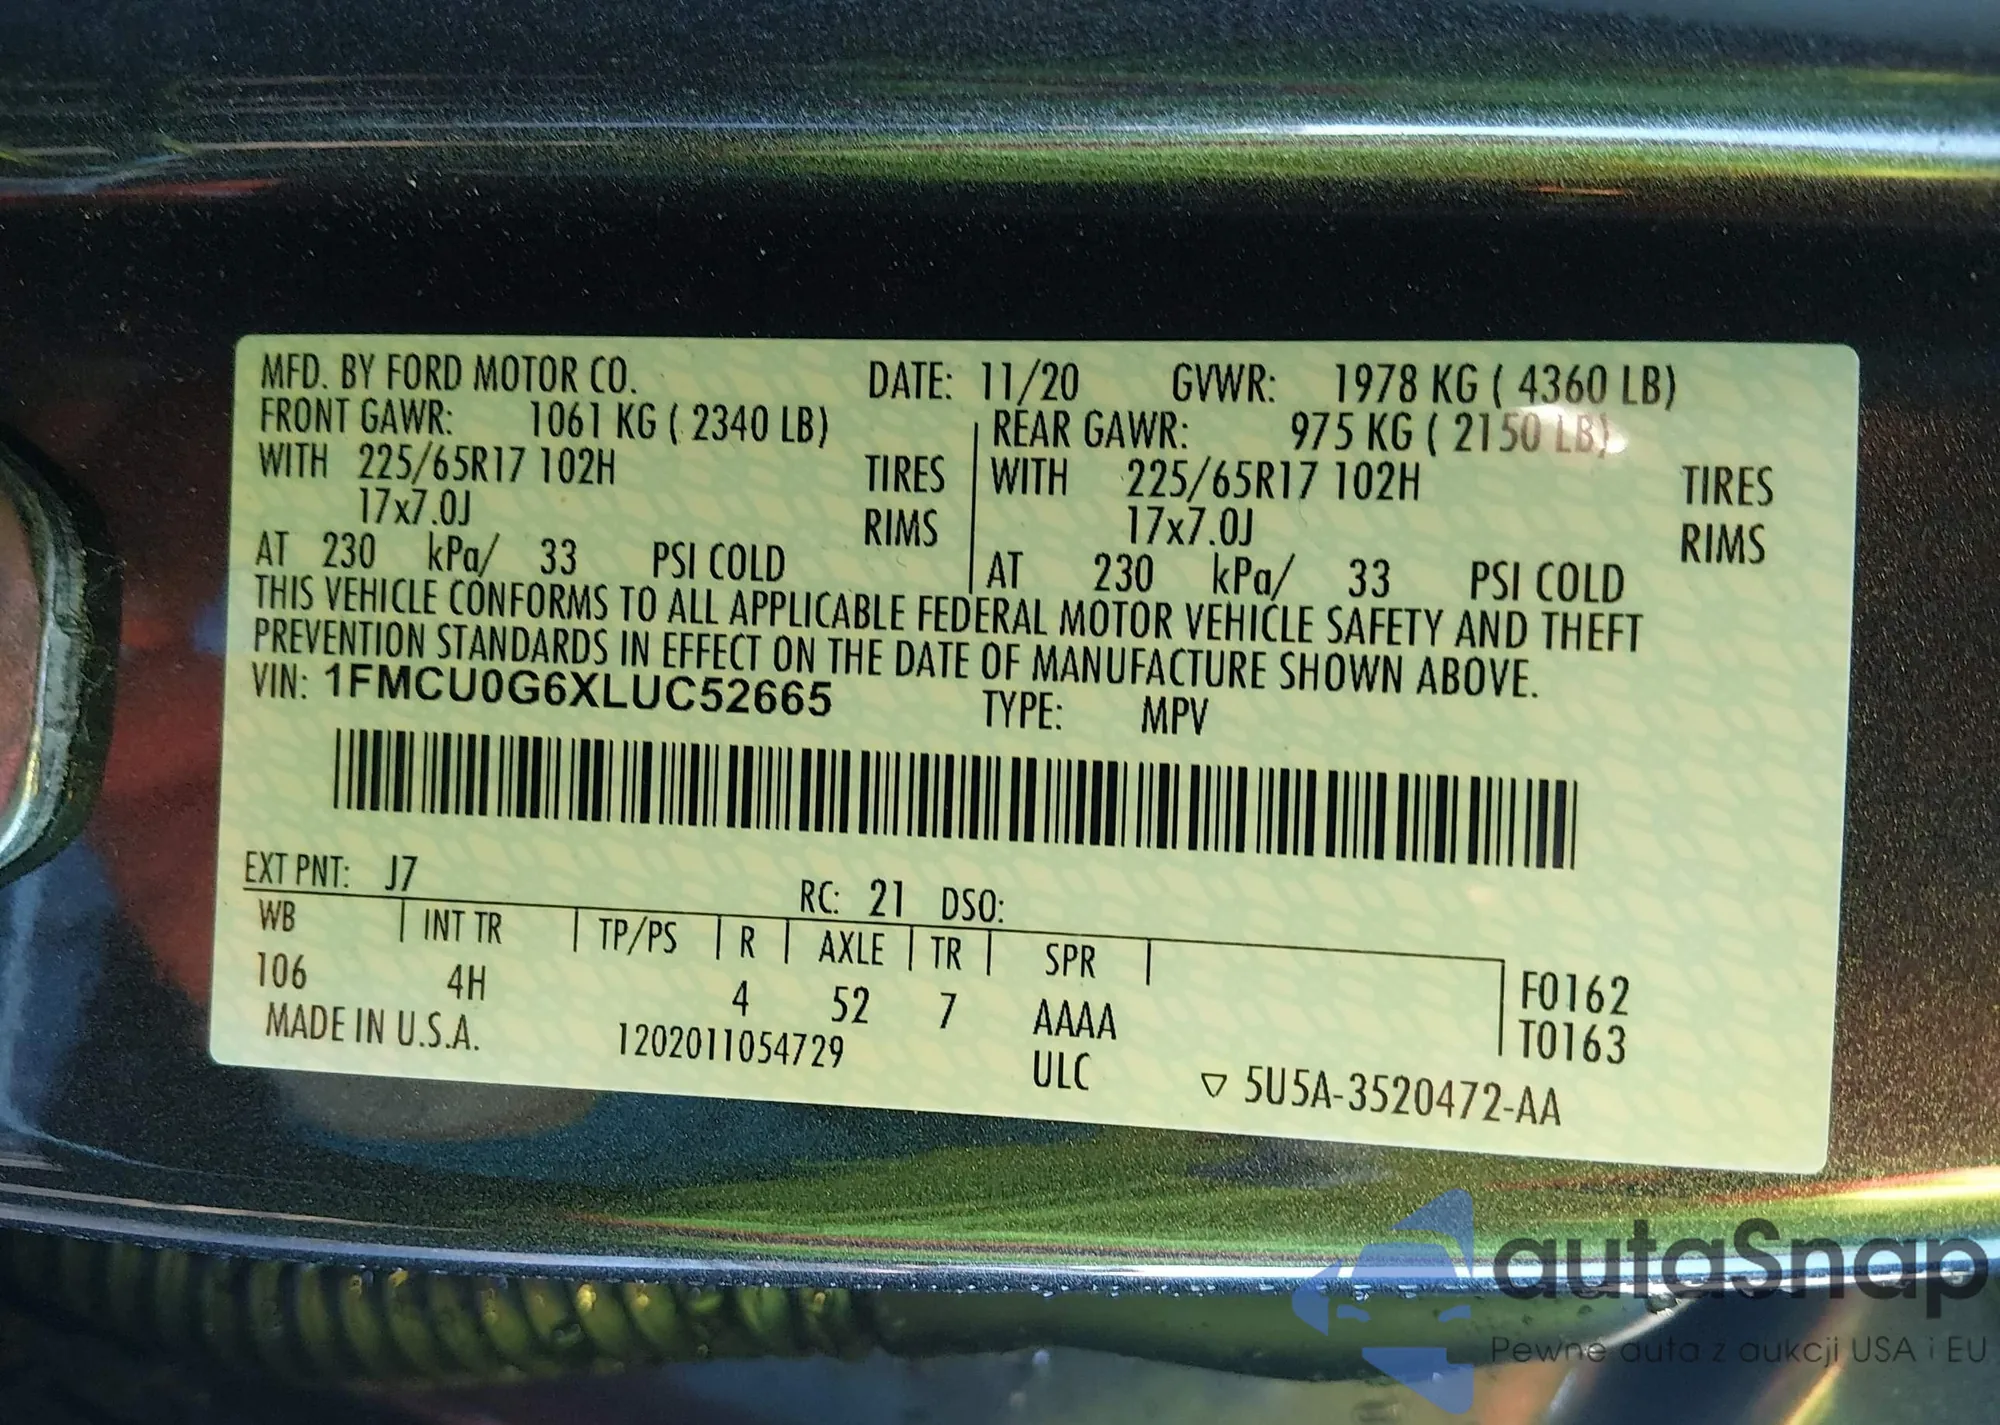 MFD. BY FORD MOTOR CO. DATE: 11/20 GVWR: 1978 KG ( 4360 LB)
FRONT GAWR: 1061 KG ( 2340 LB) REAR GAWR: 975 KG ( 2150 LB)
WITH 225/65R17 102H TIRES WITH 225/65R17 102H TIRES
17x7.0J RIMS 17x7.0J RIMS
AT 230 kPa/ 33 PSI COLD AT 230 kPa/ 33 PSI COLD
THIS VEHICLE CONFORMS TO ALL APPLICABLE FEDERAL MOTOR VEHICLE SAFETY AND THEFT
PREVENTION STANDARDS IN EFFECT ON THE DATE OF MANUFACTURE SHOWN ABOVE.
VIN: 1FMCU0G6XLUC52665 TYPE: MPV
EXT PNT: J7 RC: 21 DSO:
WB INT TR TP/PS R AXLE TR SPR
106 4H 4 52 7 AAAA F0162
MADE IN U.S.A. 1202011054729 ULC T0163
▽ 5U5A-3520472-AA
autaSnap
Pewne auta z aukcji USA i EU